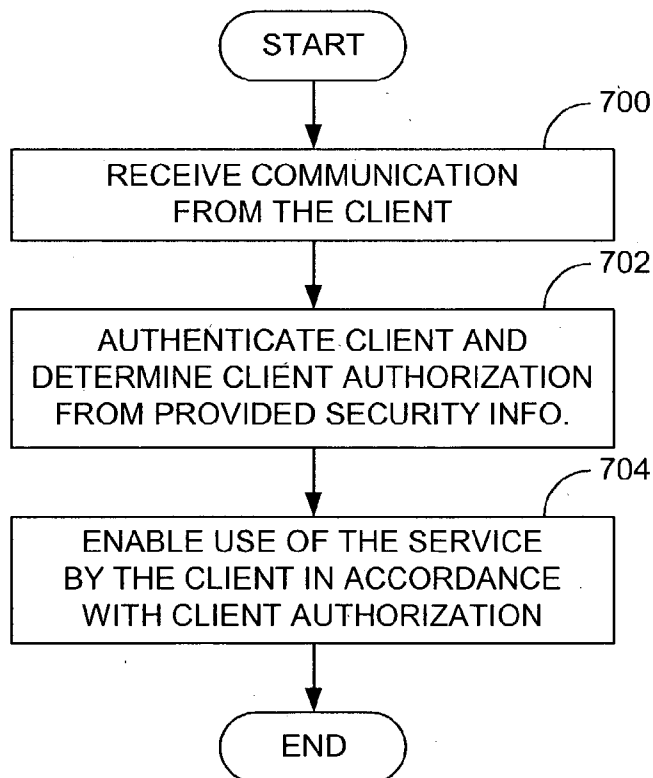 START
700
RECEIVE COMMUNICATION
FROM THE CLIENT
702
AUTHENTICATE CLIENT AND
DETERMINE CLIENT AUTHORIZATION
FROM PROVIDED SECURITY INFO.
704
ENABLE USE OF THE SERVICE
BY THE CLIENT IN ACCORDANCE
WITH CLIENT AUTHORIZATION
END